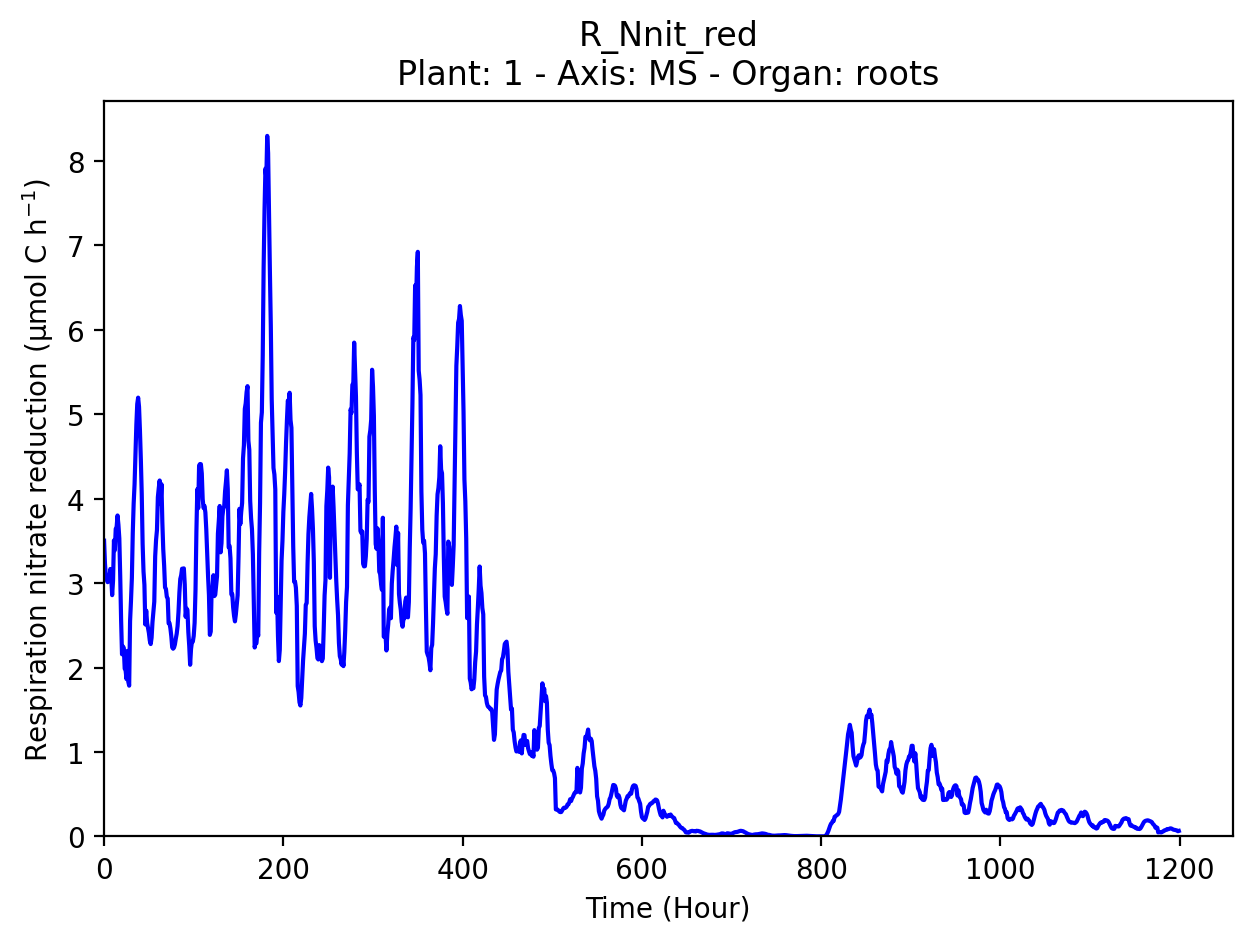 R_Nnit_red
Plant: 1 - Axis: MS - Organ: roots
Respiration nitrate reduction (µmol C h⁻¹)
8
7
6
5
4
3
2
1
0
0 200 400 600 800 1000 1200
Time (Hour)